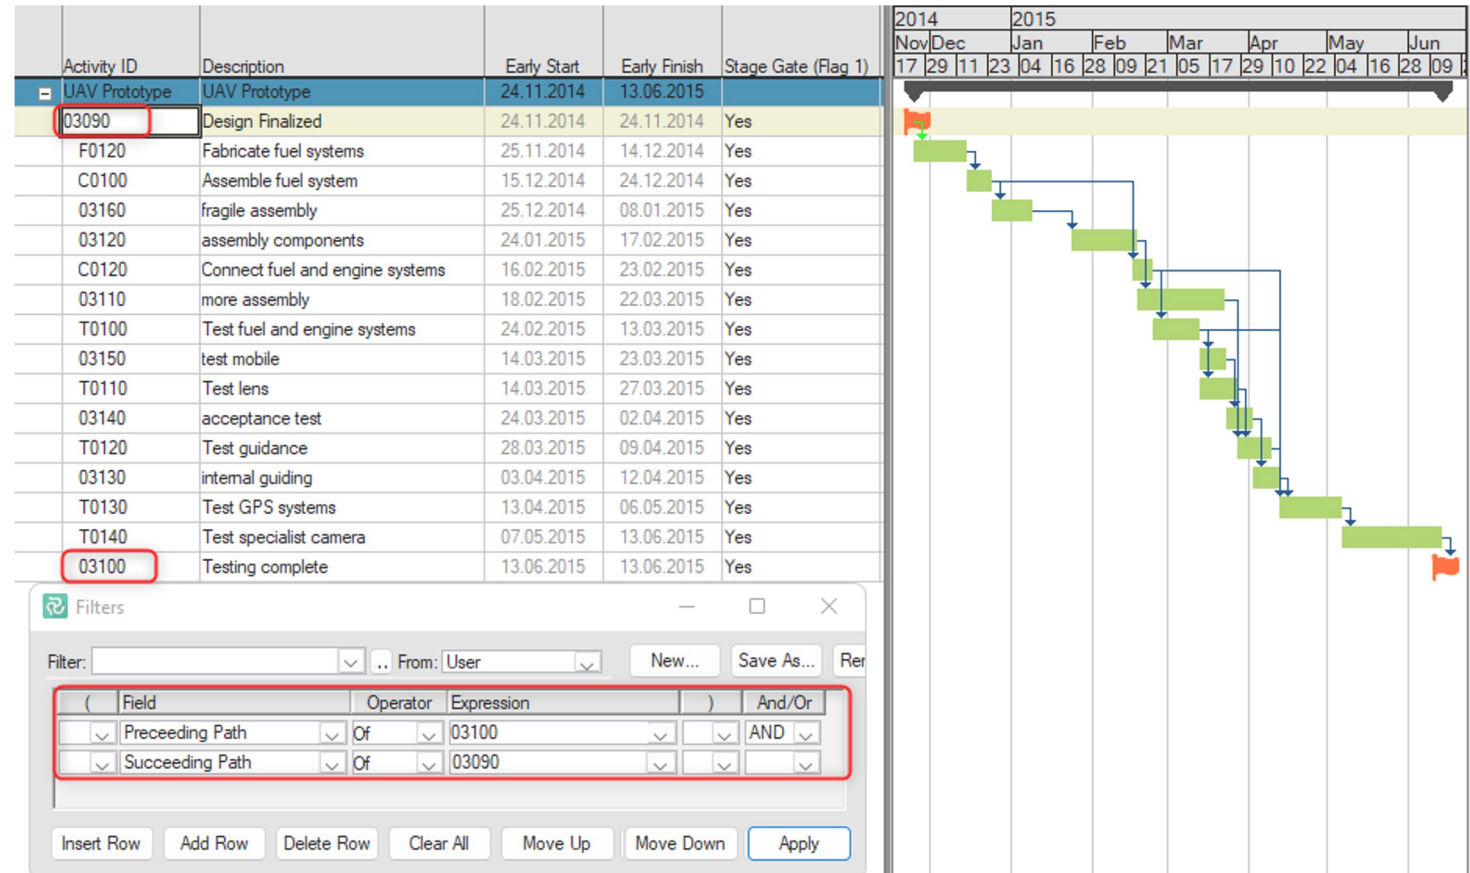 2014 2015
Nov Dec Jan Feb Mar Apr May Jun
Activity ID Description Early Start Early Finish Stage Gate (Flag 1) 17 29 11 23 04 16 28 09 21 05 17 29 10 22 04 16 28 09
UAV Prototype UAV Prototype 24.11.2014 13.06.2015
03090 Design Finalized 24.11.2014 24.11.2014 Yes
F0120 Fabricate fuel systems 25.11.2014 14.12.2014 Yes
C0100 Assemble fuel system 15.12.2014 24.12.2014 Yes
03160 fragile assembly 25.12.2014 08.01.2015 Yes
03120 assembly components 24.01.2015 17.02.2015 Yes
C0120 Connect fuel and engine systems 16.02.2015 23.02.2015 Yes
03110 more assembly 18.02.2015 22.03.2015 Yes
T0100 Test fuel and engine systems 24.02.2015 13.03.2015 Yes
03150 test mobile 14.03.2015 23.03.2015 Yes
T0110 Test lens 14.03.2015 27.03.2015 Yes
03140 acceptance test 24.03.2015 02.04.2015 Yes
T0120 Test guidance 28.03.2015 09.04.2015 Yes
03130 internal guiding 03.04.2015 12.04.2015 Yes
T0130 Test GPS systems 13.04.2015 06.05.2015 Yes
T0140 Test specialist camera 07.05.2015 13.06.2015 Yes
03100 Testing complete 13.06.2015 13.06.2015 Yes
Filters
Filter: .. From: User New... Save As... Rer
( Field Operator Expression ) And/Or
Preceeding Path Of 03100 AND
Succeeding Path Of 03090
Insert Row Add Row Delete Row Clear All Move Up Move Down Apply